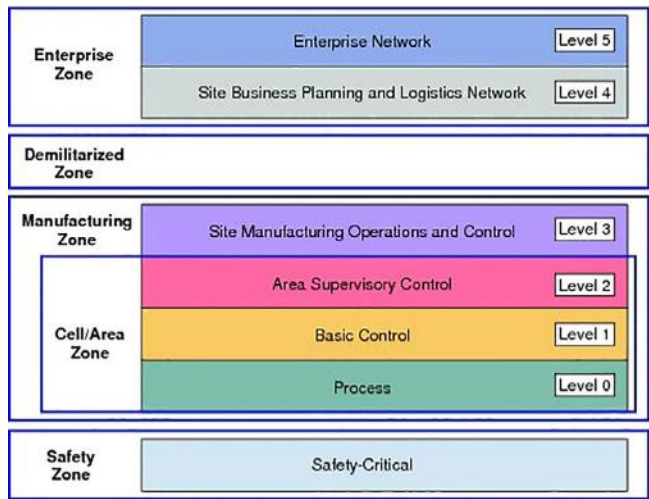 Enterprise
Zone
Enterprise Network
Level 5
Site Business Planning and Logistics Network
Level 4
Demilitarized
Zone
Manufacturing
Zone
Site Manufacturing Operations and Control
Level 3
Cell/Area
Zone
Area Supervisory Control
Level 2
Basic Control
Level 1
Process
Level 0
Safety
Zone
Safety-Critical